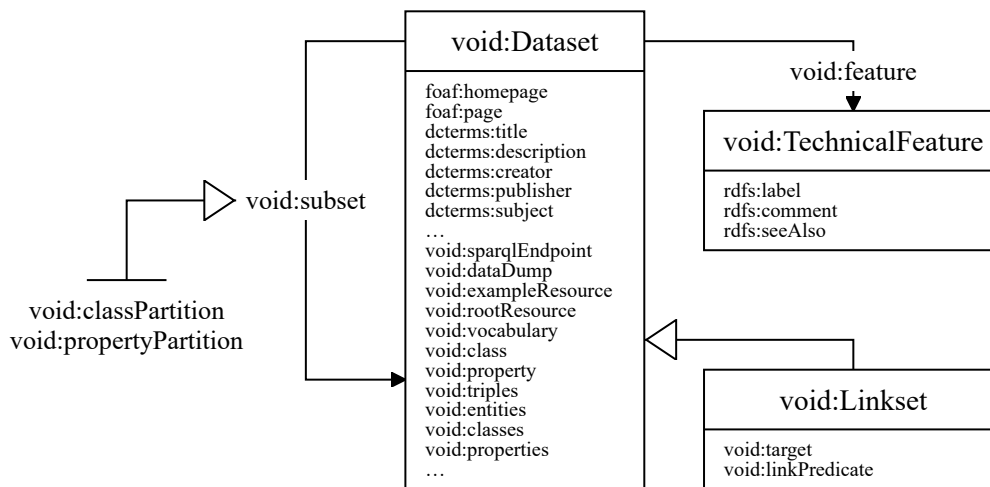 void:Dataset
foaf:homepage
foaf:page
dcterms:title
dcterms:description
dcterms:creator
dcterms:publisher
dcterms:subject
…
void:sparqlEndpoint
void:dataDump
void:exampleResource
void:rootResource
void:vocabulary
void:class
void:property
void:triples
void:entities
void:classes
void:properties
…
void:subset
void:classPartition
void:propertyPartition
void:feature
void:TechnicalFeature
rdfs:label
rdfs:comment
rdfs:seeAlso
void:Linkset
void:target
void:linkPredicate